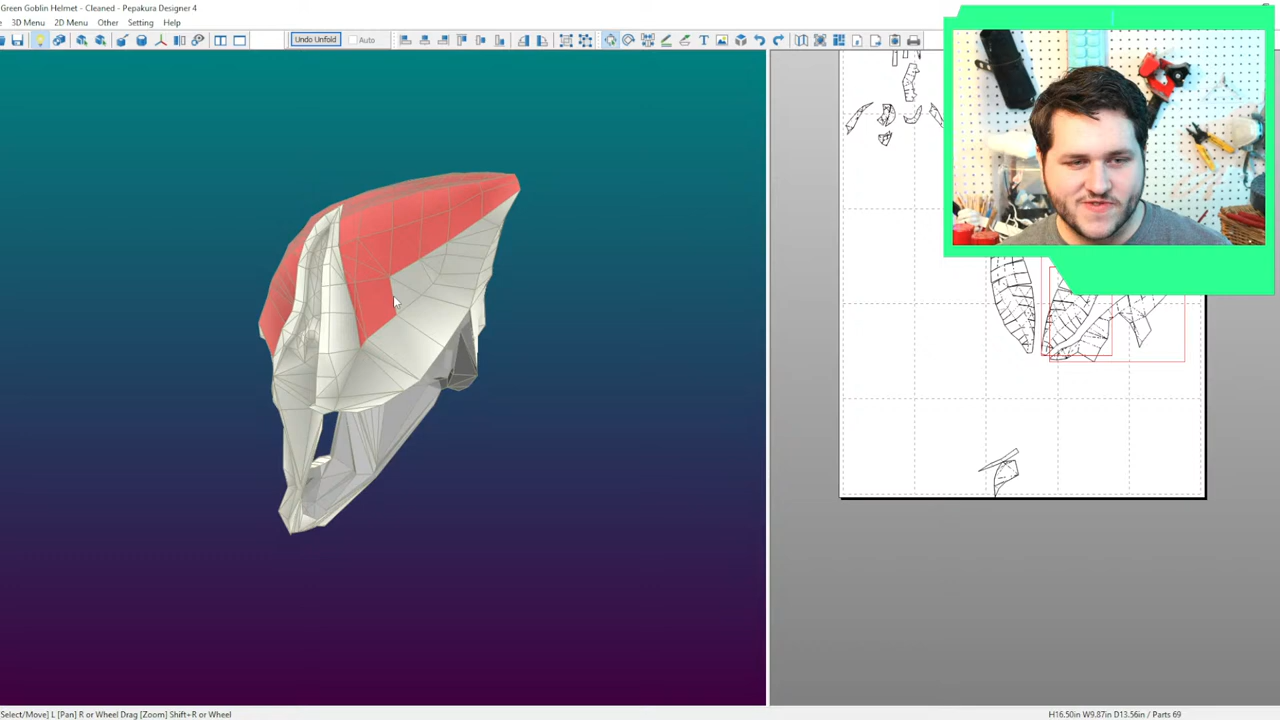 Green Goblin Helmet - Cleaned - Pepakura Designer 4
3D Menu 2D Menu Other Setting Help
Undo Unfold Auto
Select/Move] L [Pan] R or Wheel Drag [Zoom] Shift+R or Wheel
H16.50in W9.87in D13.56in / Parts 69